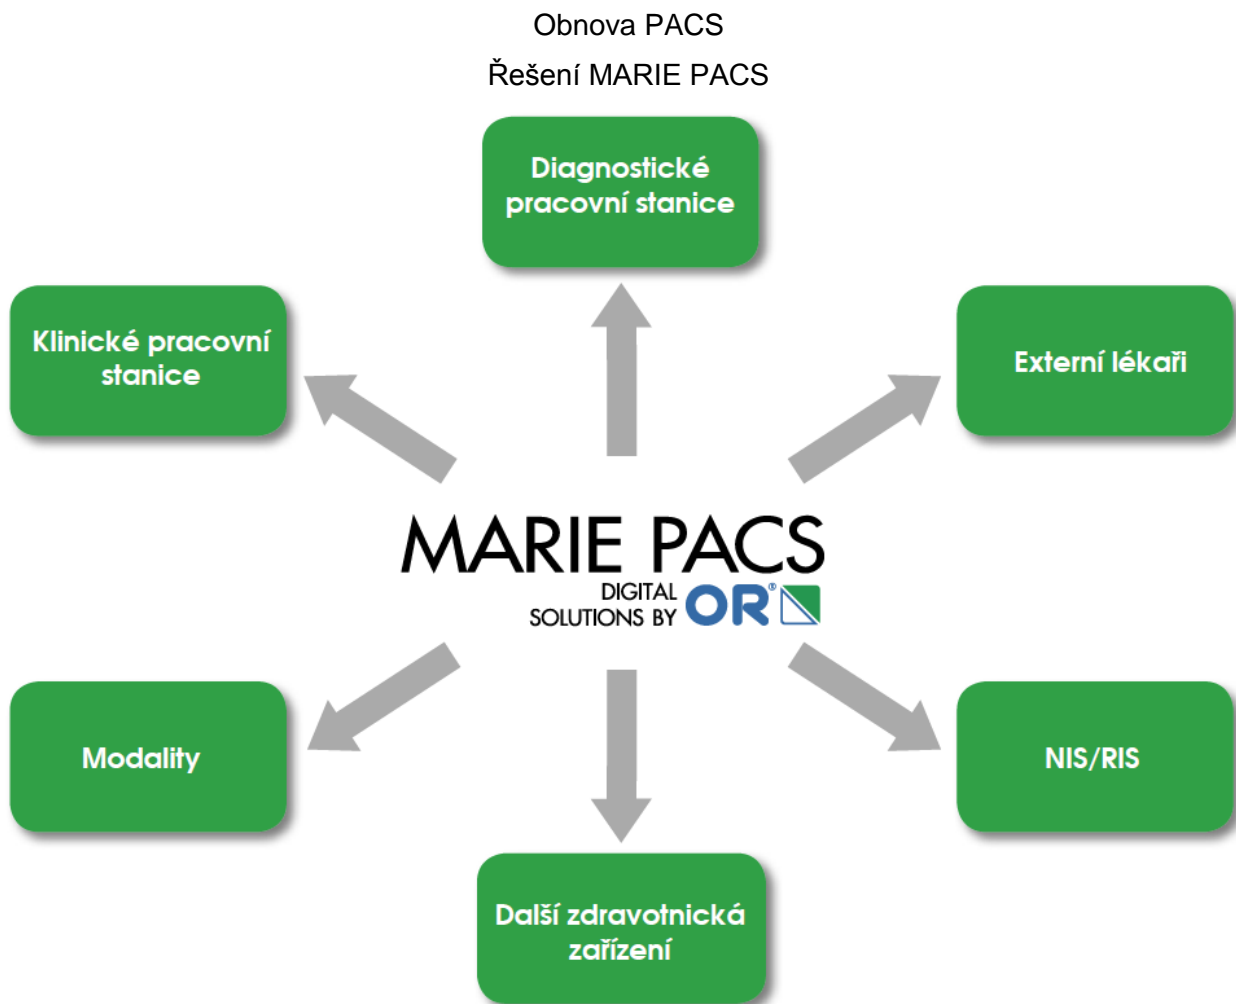 Obnova PACS
Řešení MARIE PACS
Diagnostické
pracovní stanice
Klinické pracovní
stanice
Externí lékaři
MARIE PACS
DIGITAL
SOLUTIONS BY OR®
Modality
NIS/RIS
Další zdravotnická
zařízení